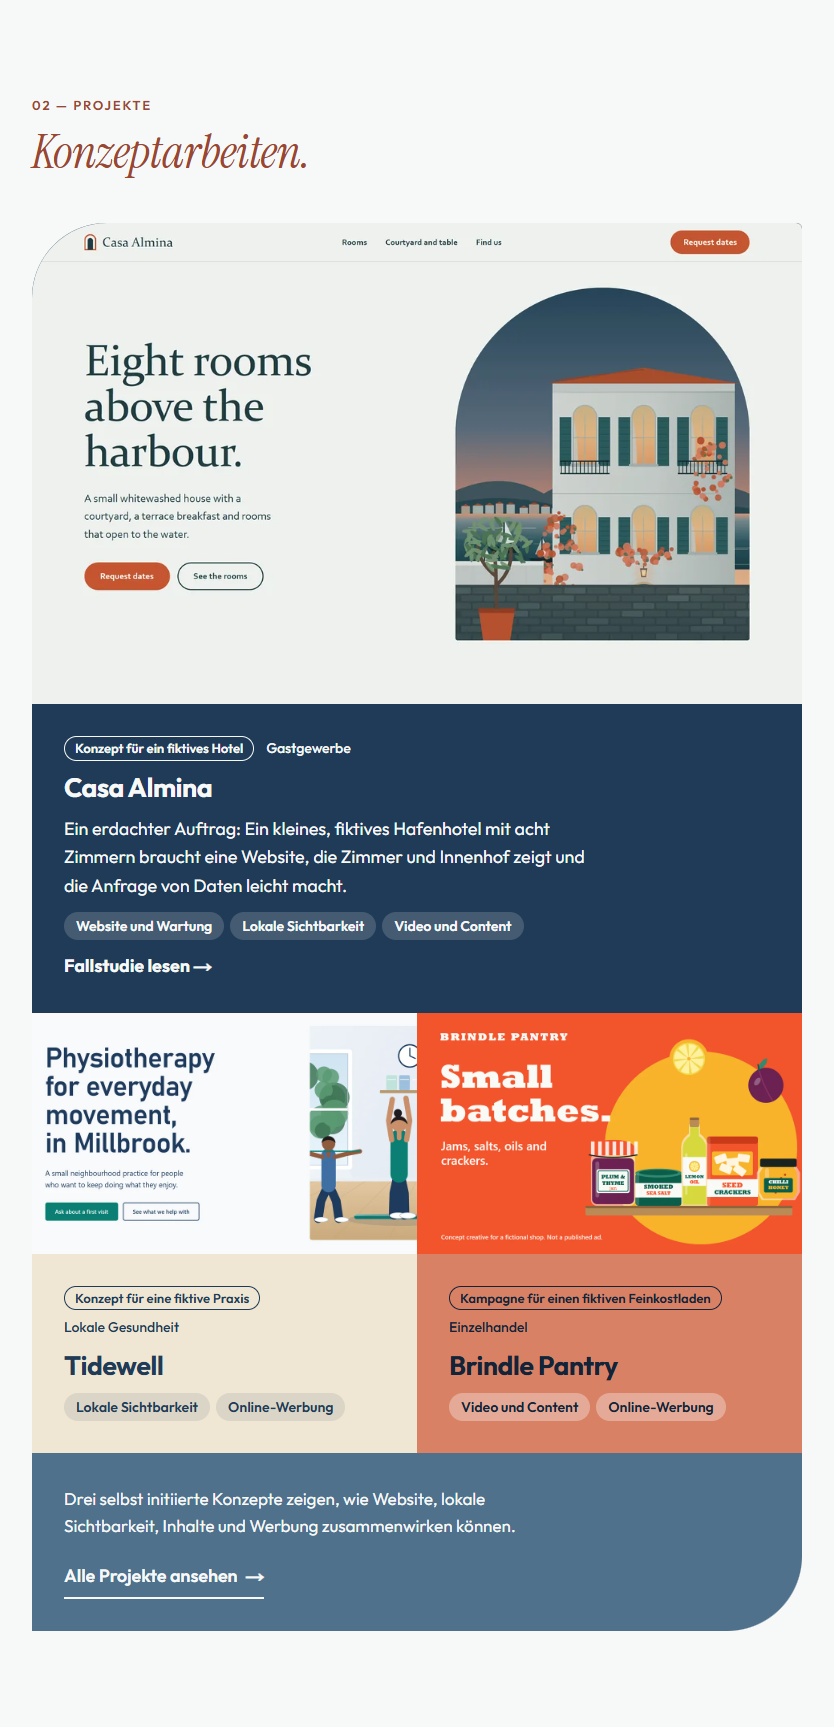 02 — PROJEKTE
Konzeptarbeiten.
Casa Almina
Rooms Courtyard and table Find us
Request dates
Eight rooms
above the
harbour.
A small whitewashed house with a
courtyard, a terrace breakfast and rooms
that open to the water.
Request dates See the rooms
Konzept für ein fiktives Hotel Gastgewerbe
Casa Almina
Ein erdachter Auftrag: Ein kleines, fiktives Hafenhotel mit acht
Zimmern braucht eine Website, die Zimmer und Innenhof zeigt und
die Anfrage von Daten leicht macht.
Website und Wartung Lokale Sichtbarkeit Video und Content
Fallstudie lesen →
Physiotherapy
for everyday
movement,
in Millbrook.
A small neighbourhood practice for people
who want to keep doing what they enjoy.
Ask about a first visit See what we help with
BRINDLE PANTRY
Small
batches.
Jams, salts, oils and
crackers.
PLUM &
THYME
SMOKED
SEA SALT
LEMON
OIL
SEED
CRACKERS
CHILLI
HONEY
Concept creative for a fictional shop. Not a published ad.
Konzept für eine fiktive Praxis
Lokale Gesundheit
Tidewell
Lokale Sichtbarkeit Online-Werbung
Kampagne für einen fiktiven Feinkostladen
Einzelhandel
Brindle Pantry
Video und Content Online-Werbung
Drei selbst initiierte Konzepte zeigen, wie Website, lokale
Sichtbarkeit, Inhalte und Werbung zusammenwirken können.
Alle Projekte ansehen →